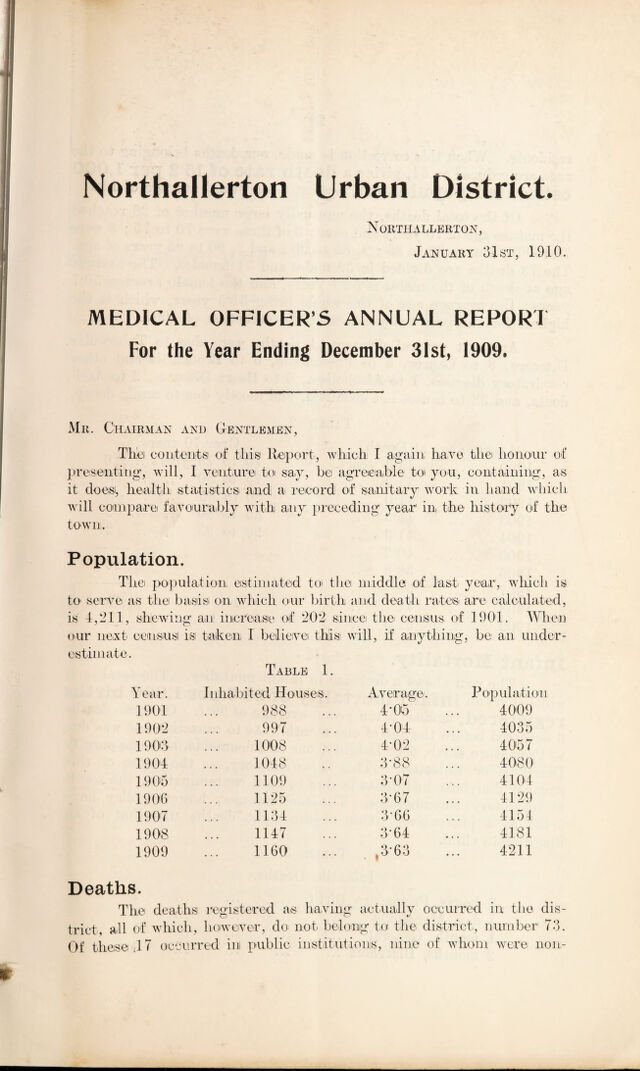 Northallerton Urban District.
Northallerton,
January 31st, 1910.
MEDICAL OFFICER'S ANNUAL REPORT
For the Year Ending December 31st, 1909.
Mr. Chairman and Gentlemen,
The contents of this Report, which I again have the honour of
presenting, will, I venture to say, be agreeable to you, containing, as
it does, health statistics and a record of sanitary work in hand which
will compare favourably with any preceding year in the history of the
town.
Population.
The population estimated to the middle of last year, which is
to serve as the basis on which our birth and death rates are calculated,
is 4,211, shewing an increase of 202 since the census of 1901. When
our next census is taken I believe this will, if anything, be an under-
estimate.
Table 1.
Year. Inhabited Houses. Average. Population
1901 ... 988 ... 4·05 ... 4009
1902 ... 997 ... 4·04 ... 4035
1903 ... 1008 ... 4·02 ... 4057
1904 ... 1048 .. 3·88 ... 4080
1905 ... 1109 ... 3·07 ... 4104
1906 ... 1125 ... 3·67 ... 4129
1907 ... 1134 ... 3·66 ... 4154
1908 ... 1147 ... 3·64 ... 4181
1909 ... 1160 ... 3·63 ... 4211
Deaths.
The deaths registered as having actually occurred in the dis-
trict, all of which, however, do not belong to the district, number 73.
Of these 17 occurred in public institutions, nine of whom were non-